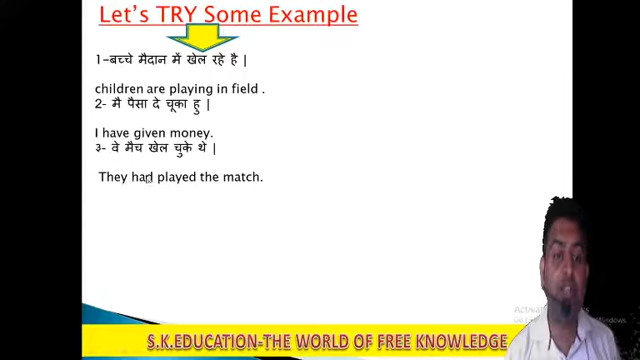 Let's TRY Some Example
1-बच्चे मैदान में खेल रहे है |
children are playing in field .
2- मै पैसा दे चूका हु |
I have given money.
३- वे मैच खेल चुके थे |
They had played the match.
S.K.EDUCATION-THE WORLD OF FREE KNOWLEDGE